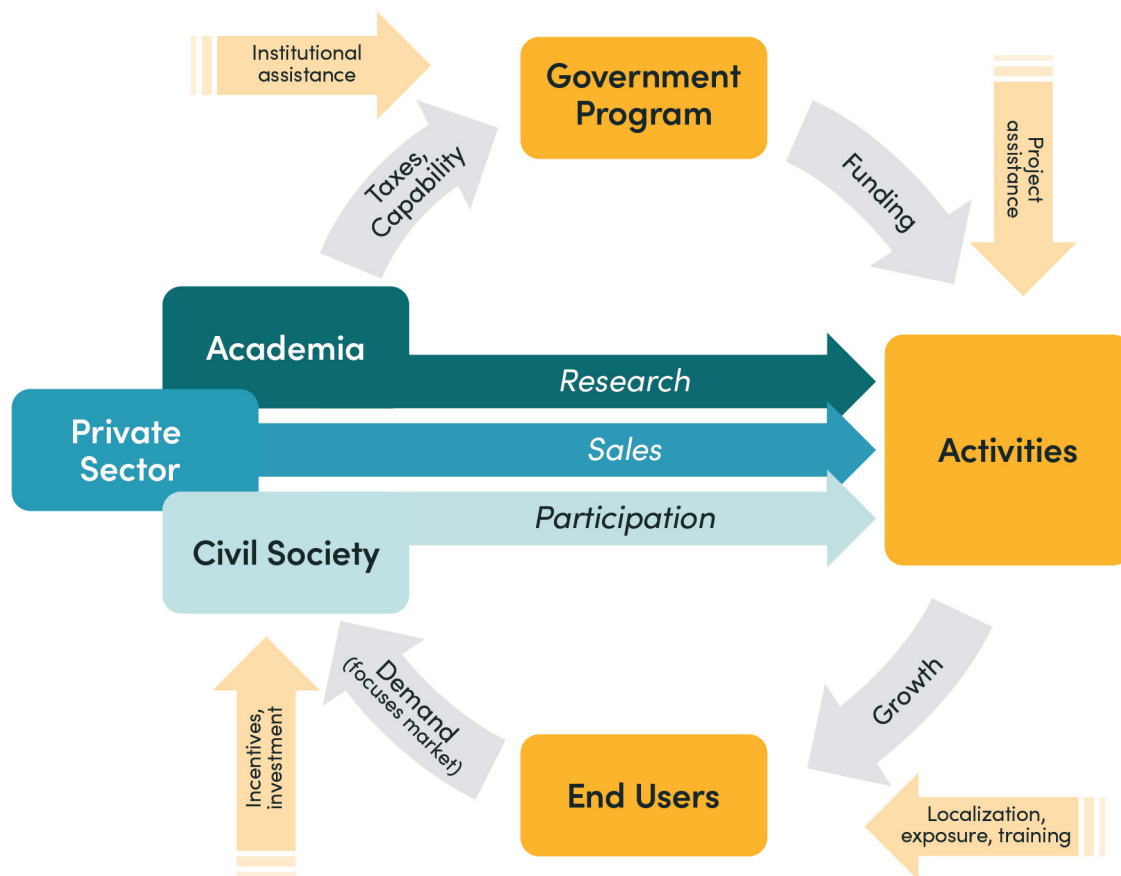 Institutional
assistance
Government
Program
Project
assistance
Taxes,
Capability
Funding
Academia
Research
Private
Sector
Sales
Activities
Participation
Civil Society
Demand
(focuses market)
Growth
Incentives,
investment
End Users
Localization,
exposure, training